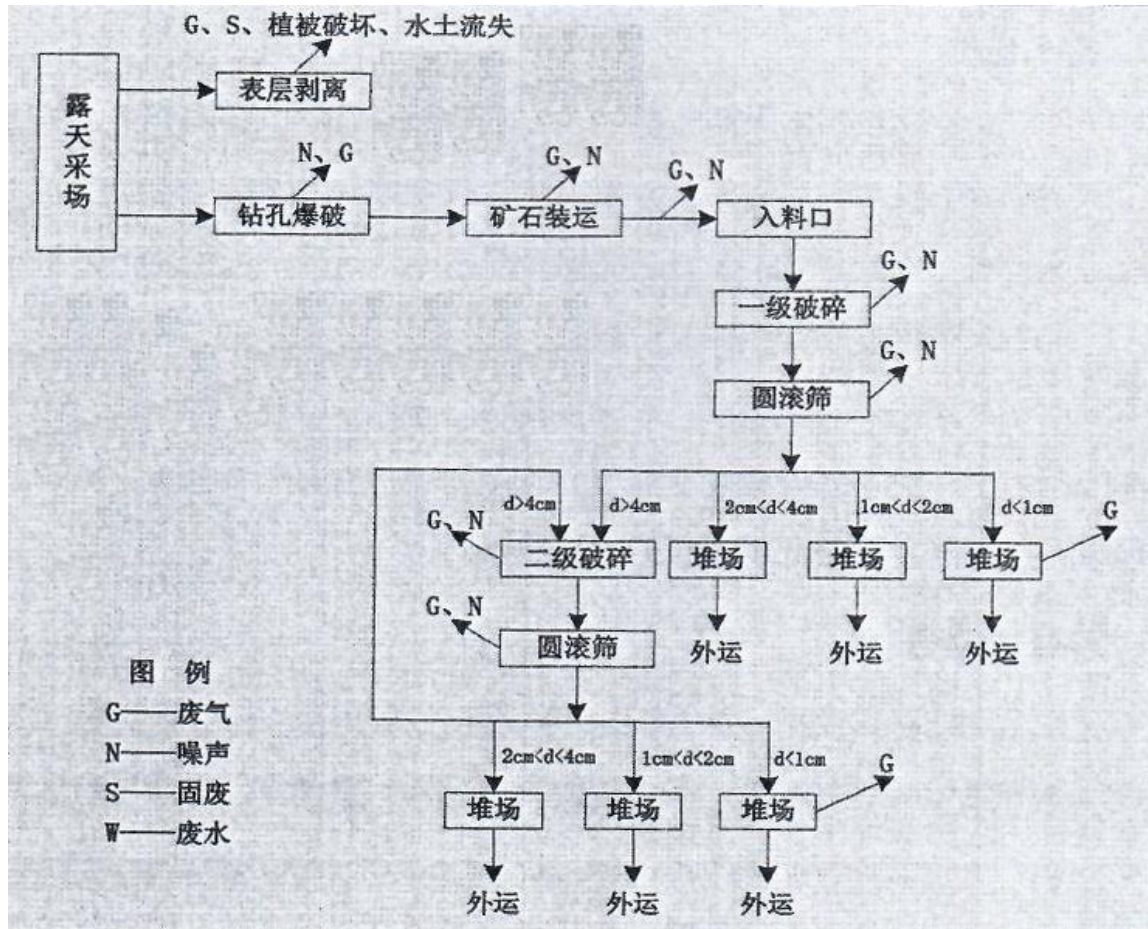 G、S、植被破坏、水土流失
露天采场
表层剥离
N、G
G、N
G、N
钻孔爆破
矿石装运
入料口
G、N
一级破碎
G、N
圆滚筛
d>4cm
d>4cm
2cm<d<4cm
1cm<d<2cm
d<1cm
G、N
G
二级破碎
堆场
堆场
堆场
G、N
圆滚筛
外运
外运
外运
图 例
G——废气
N——噪声
S——固废
W——废水
2cm<d<4cm
1cm<d<2cm
d<1cm
G
堆场
堆场
堆场
外运
外运
外运